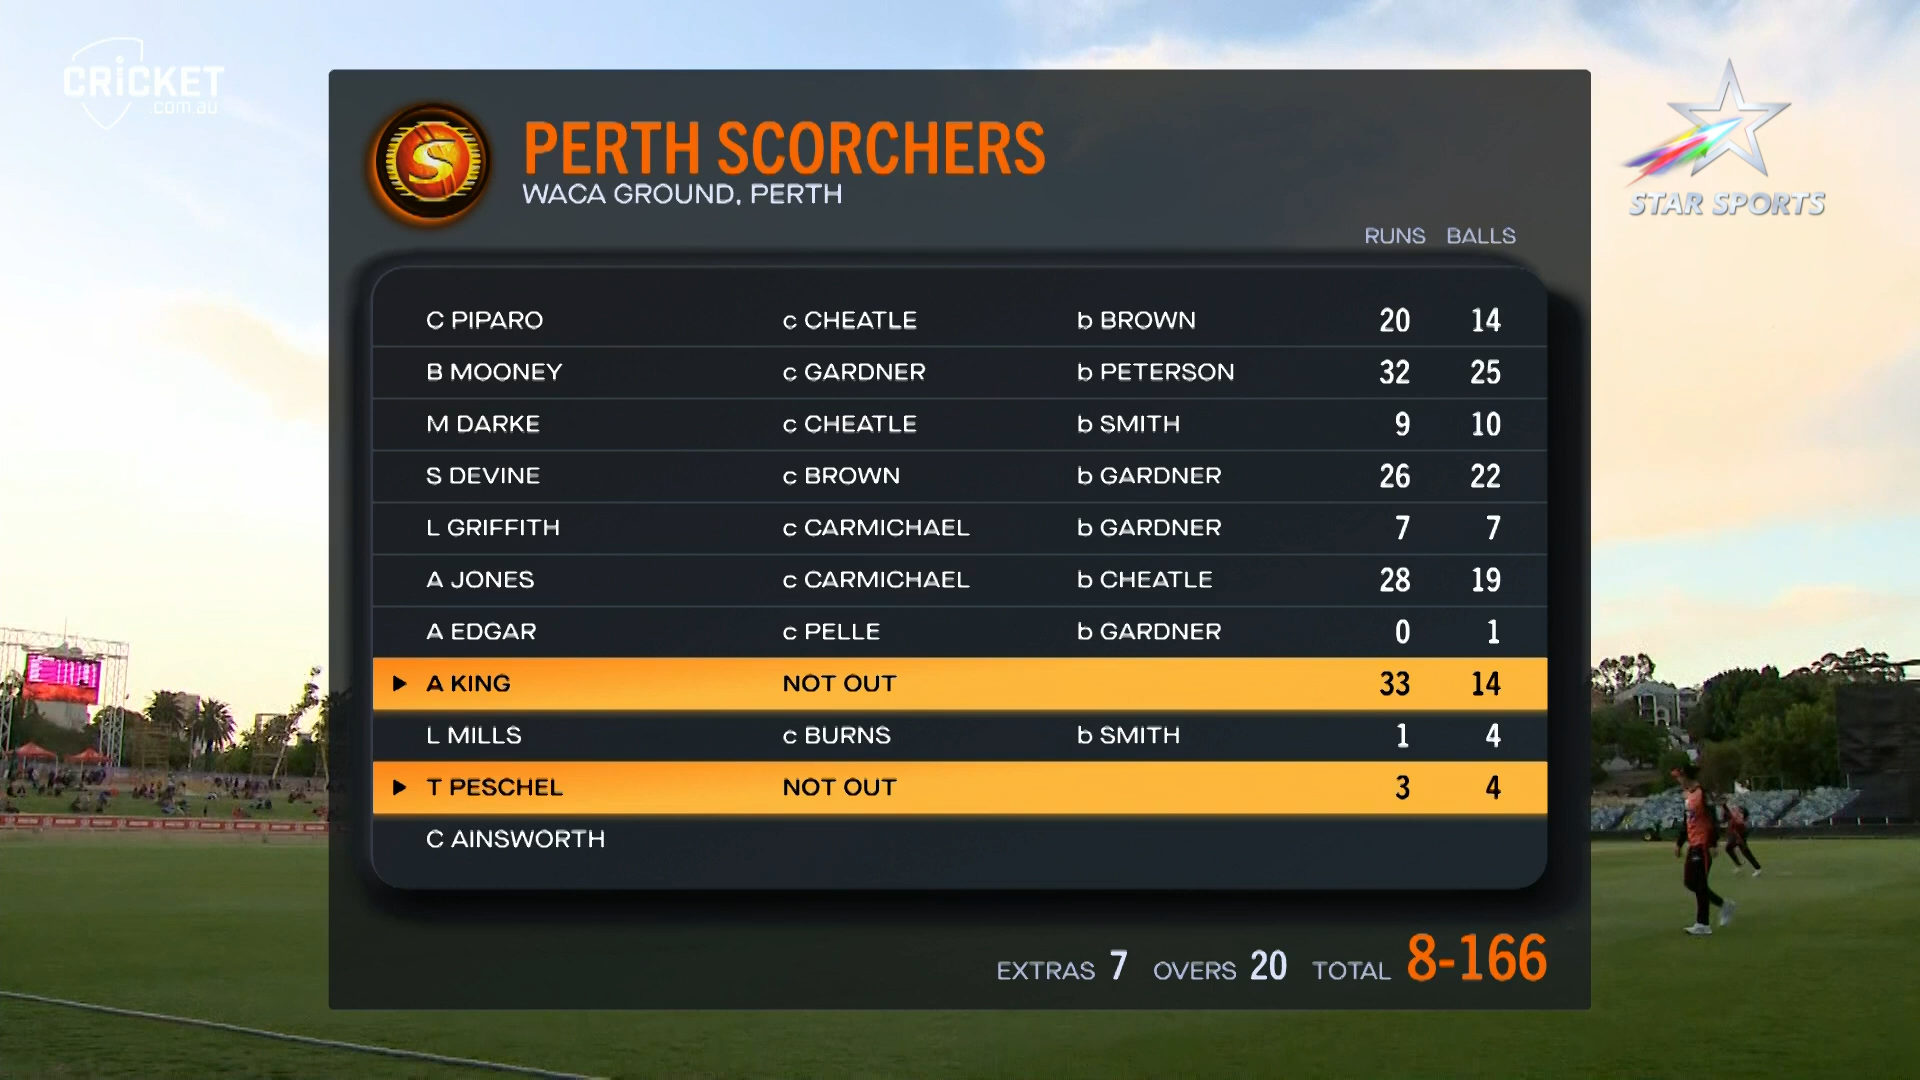 CRICKET
.com.au
S
PERTH SCORCHERS
WACA GROUND, PERTH
STAR SPORTS
RUNS BALLS
C PIPARO c CHEATLE b BROWN 20 14
B MOONEY c GARDNER b PETERSON 32 25
M DARKE c CHEATLE b SMITH 9 10
S DEVINE c BROWN b GARDNER 26 22
L GRIFFITH c CARMICHAEL b GARDNER 7 7
A JONES c CARMICHAEL b CHEATLE 28 19
A EDGAR c PELLE b GARDNER 0 1
A KING NOT OUT 33 14
L MILLS c BURNS b SMITH 1 4
T PESCHEL NOT OUT 3 4
C AINSWORTH
EXTRAS 7 OVERS 20 TOTAL 8-166